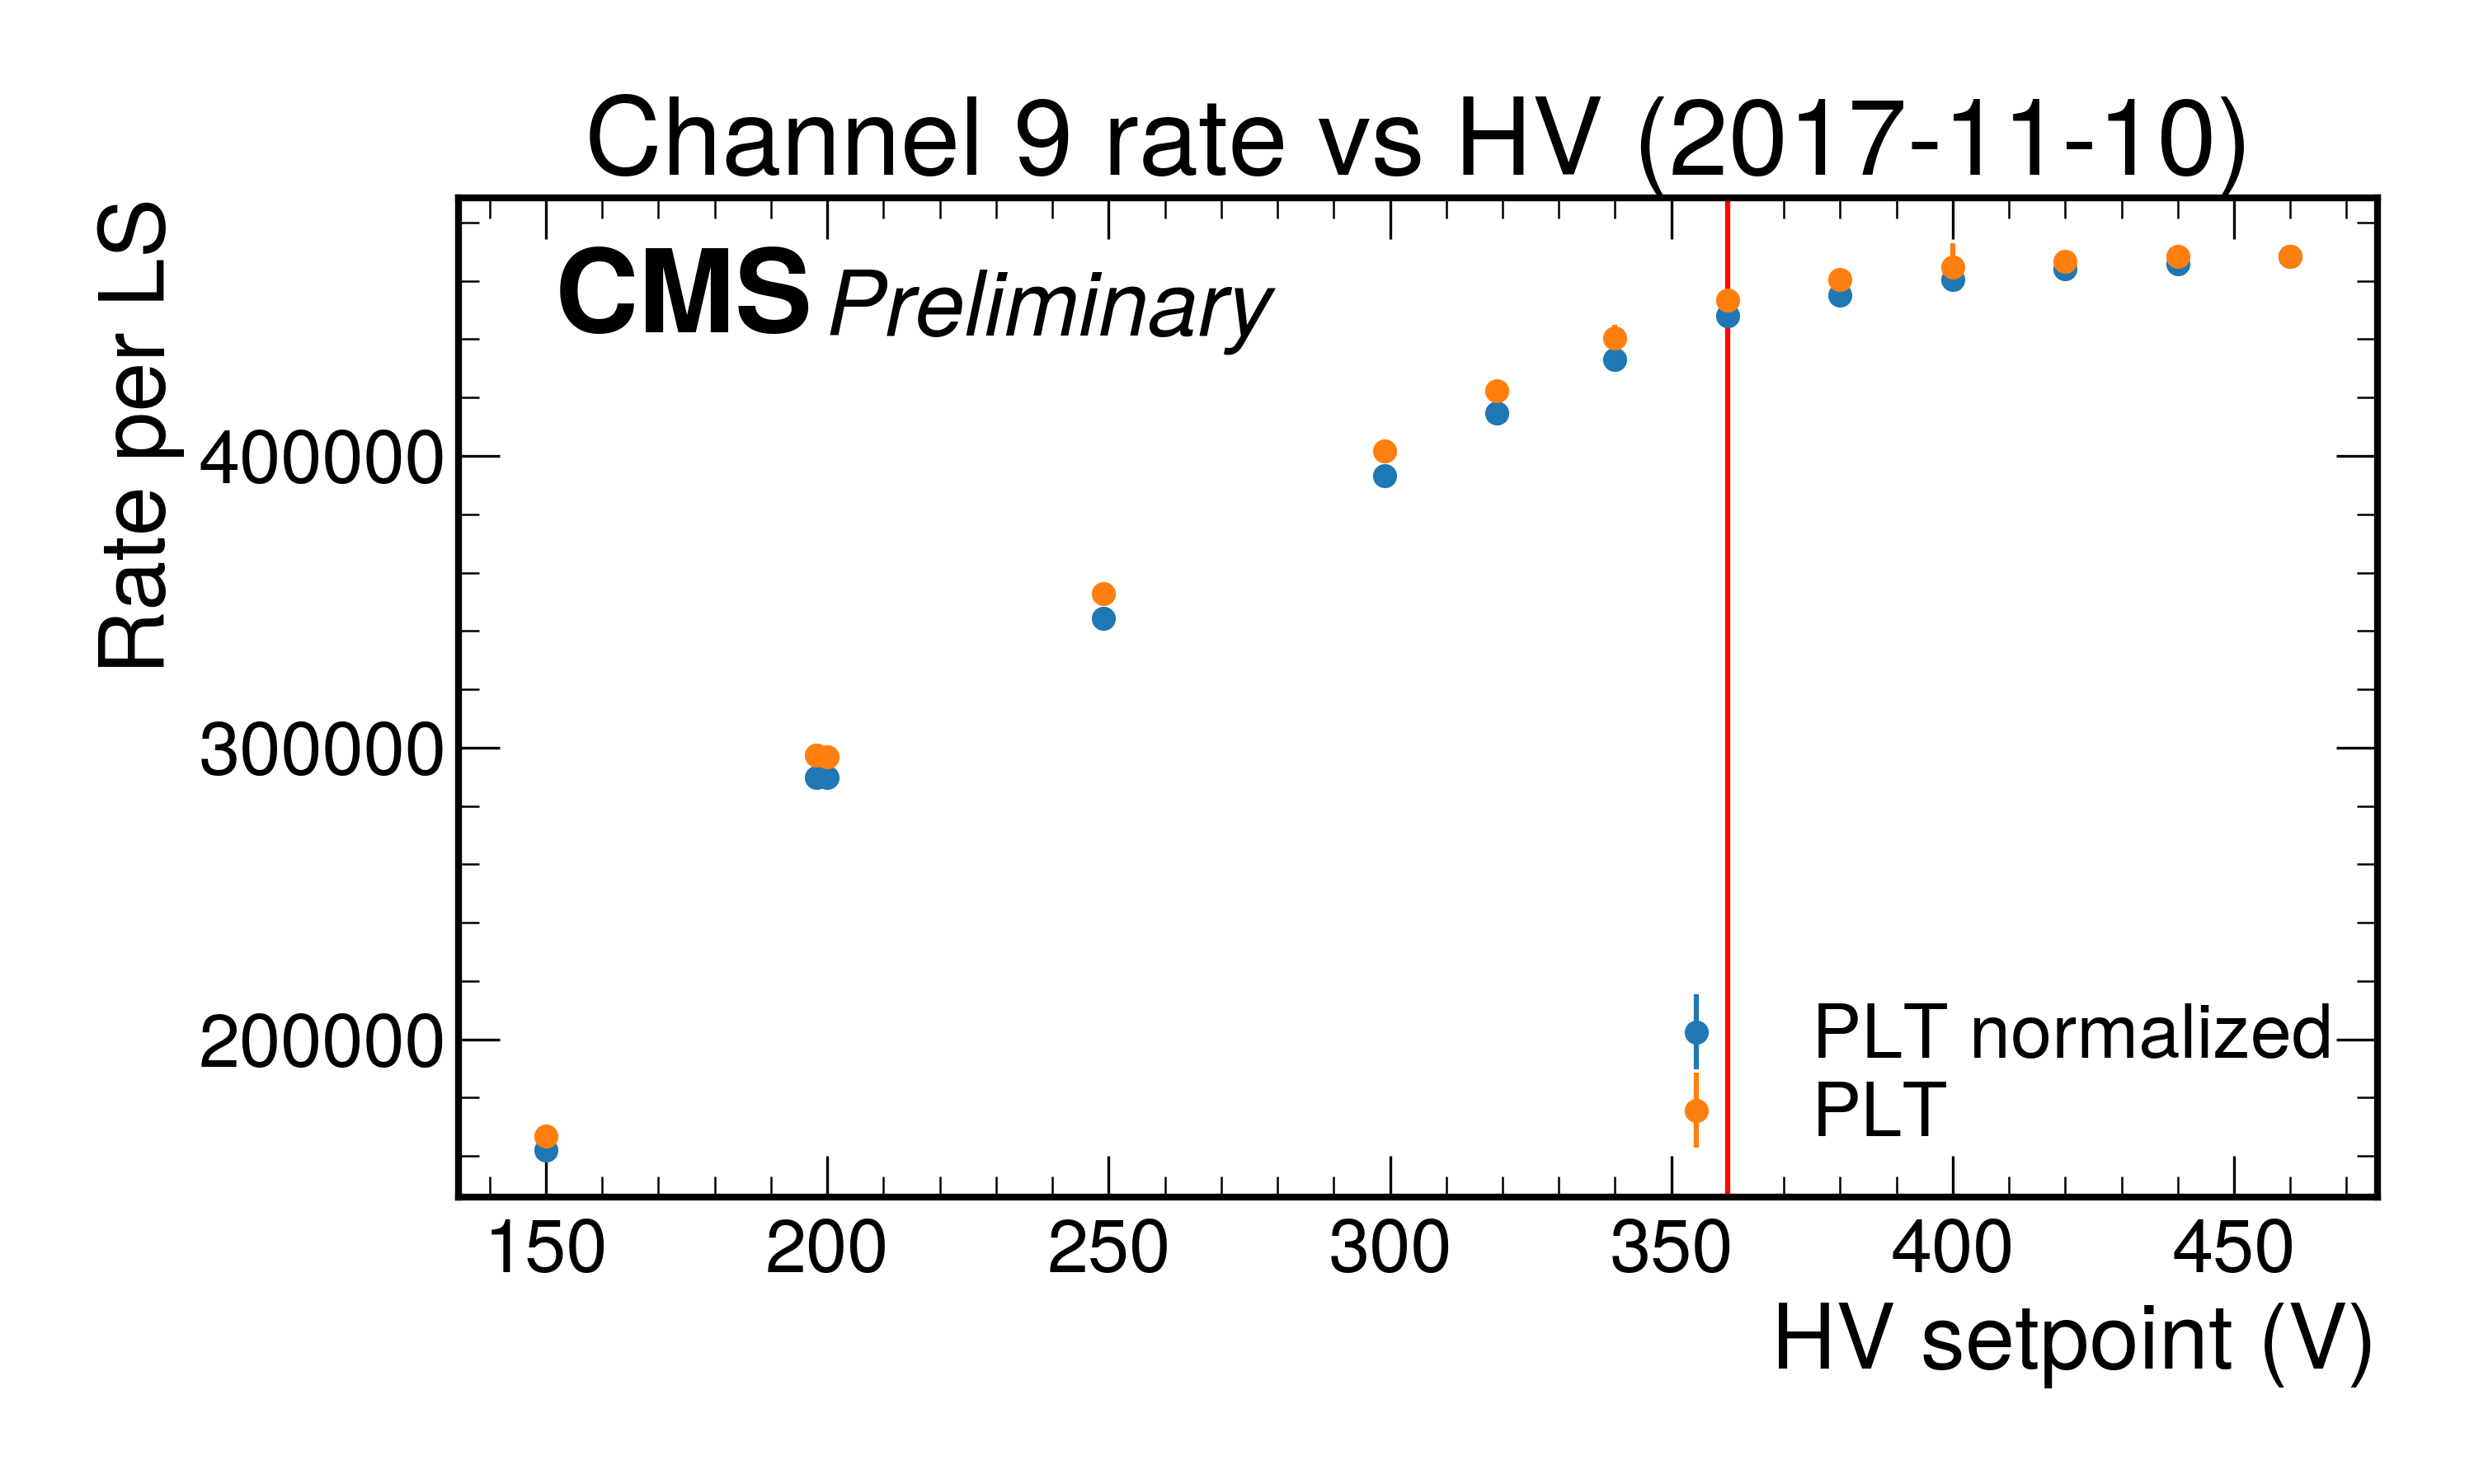 Channel 9 rate vs HV (2017-11-10)
CMS Preliminary
Rate per LS
400000
300000
200000
PLT normalized
PLT
150 200 250 300 350 400 450
HV setpoint (V)